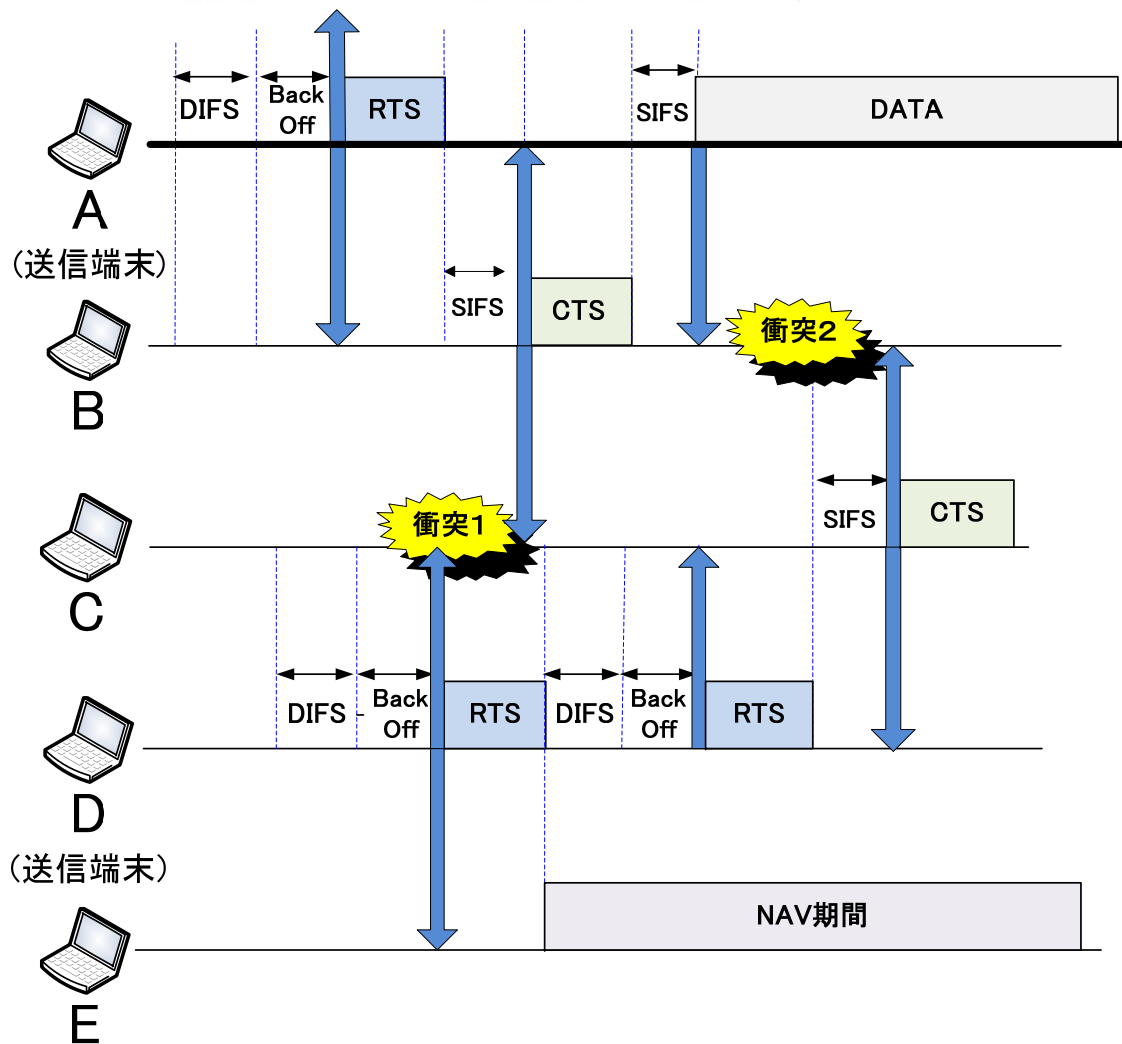 DIFS
Back
Off
RTS
SIFS
DATA
A
(送信端末)
SIFS
CTS
衝突2
B
衝突1
SIFS
CTS
C
DIFS
Back
Off
RTS
DIFS
Back
Off
RTS
D
(送信端末)
NAV期間
E